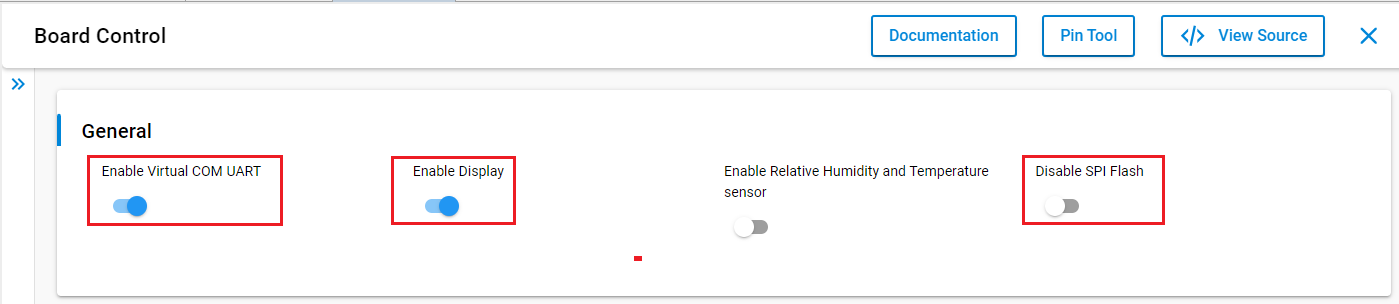 Board Control
Documentation
Pin Tool
</> View Source
General
Enable Virtual COM UART
Enable Display
Enable Relative Humidity and Temperature
sensor
Disable SPI Flash